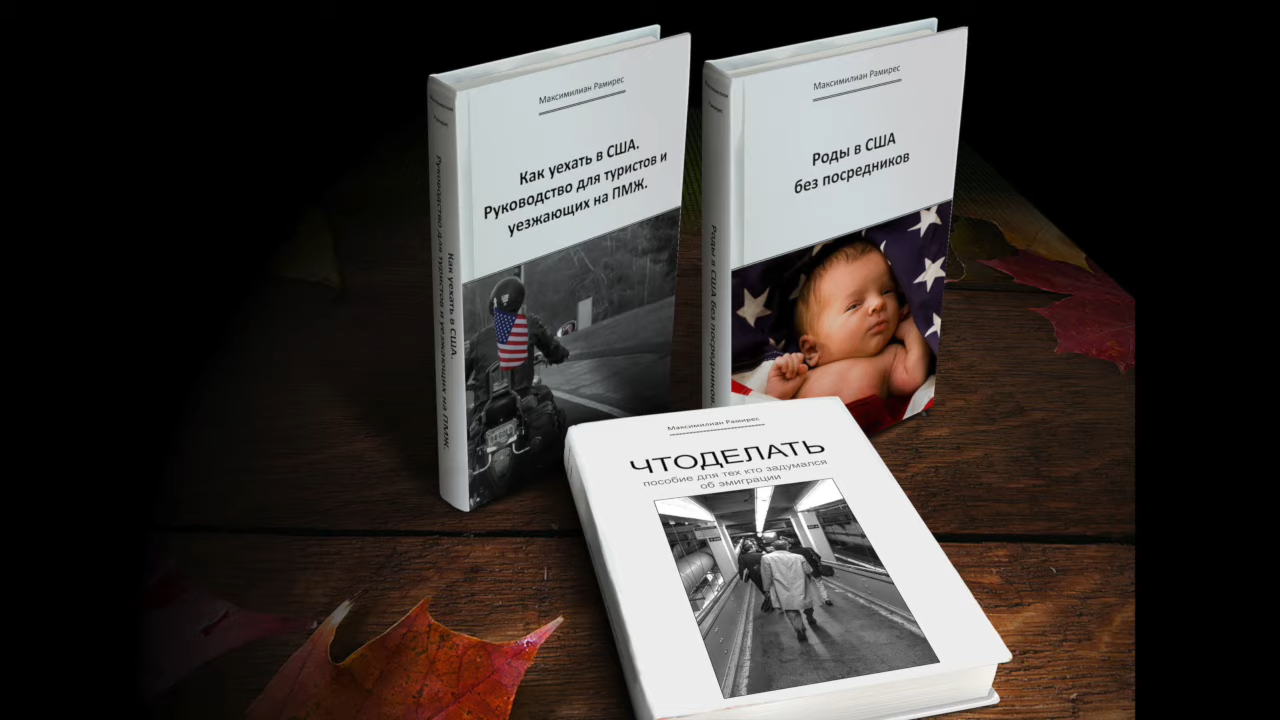 Максимилиан Рамирес
Как уехать в США.
Руководство для туристов и
уезжающих на ПМЖ.
Как уехать в США.
Руководство для туристов и уезжающих на ПМЖ.
Максимилиан Рамирес
Роды в США
без посредников
Роды в США без посредников.
Максимилиан Рамирес
ЧТОДЕЛАТЬ
пособие для тех кто задумался
об эмиграции